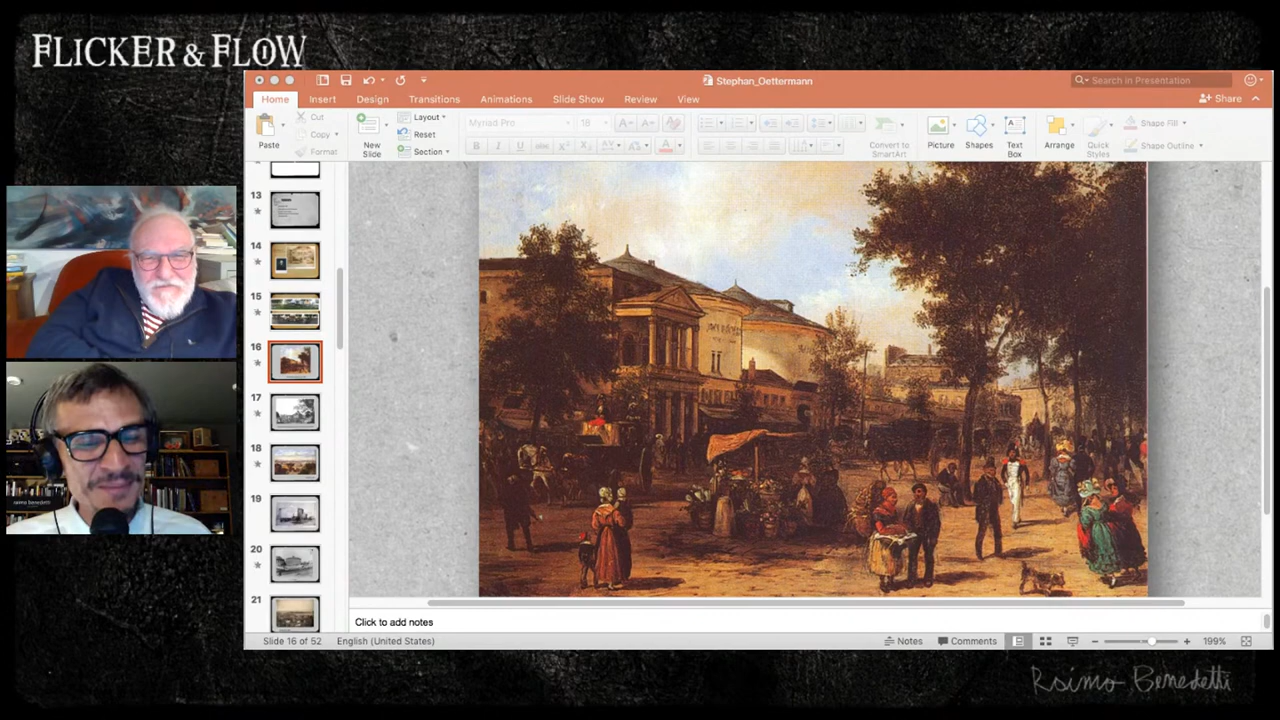 FLICKER & FLOW
Stephan_Oettermann
Search in Presentation
Home Insert Design Transitions Animations Slide Show Review View Share
Paste Cut Copy Format
New Slide Layout Reset Section
Myriad Pro 18
Convert to SmartArt
Picture Shapes Text Box Arrange Quick Styles Shape Fill Shape Outline
13
14
15
16
17
18
19
20
21
raimo benedetti
Click to add notes
Slide 16 of 52 English (United States) Notes Comments 199%
Raimo Benedetti